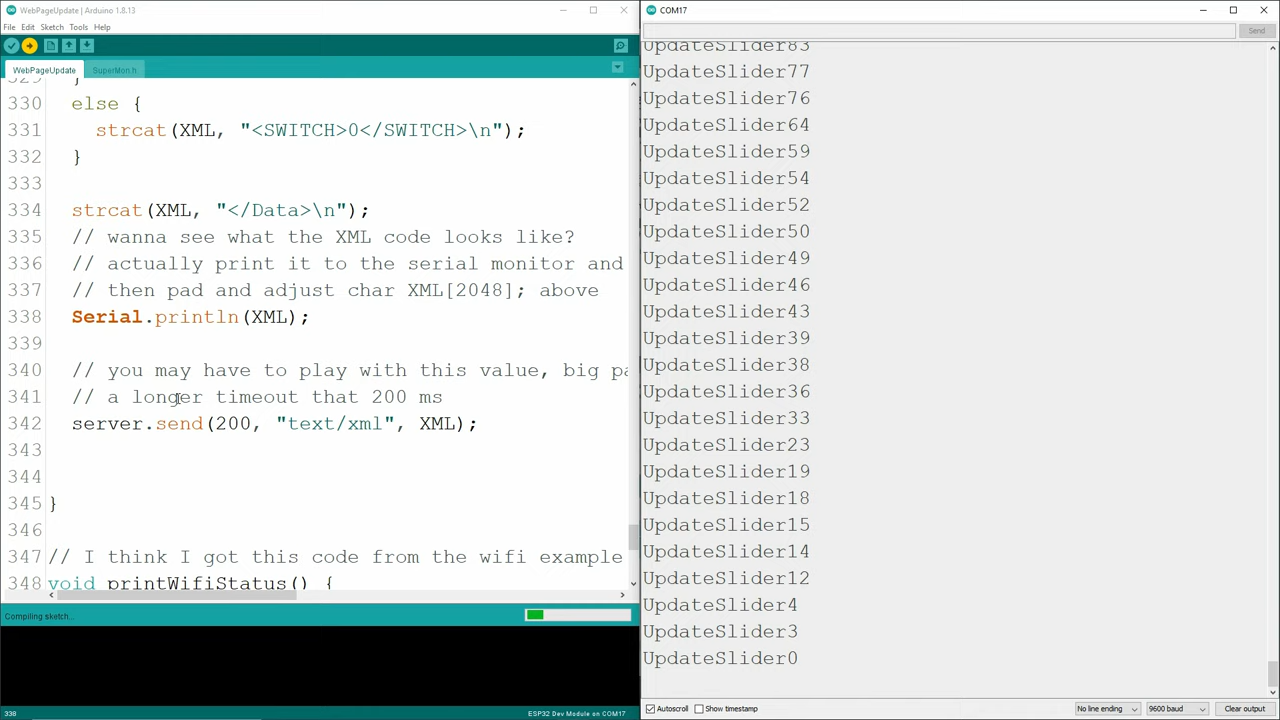 WebPageUpdate | Arduino 1.8.13
File Edit Sketch Tools Help
WebPageUpdate SuperMon.h
329 }
330 else {
331 strcat(XML, "<SWITCH>0</SWITCH>\n");
332 }
333
334 strcat(XML, "</Data>\n");
335 // wanna see what the XML code looks like?
336 // actually print it to the serial monitor and
337 // then pad and adjust char XML[2048]; above
338 Serial.println(XML);
339
340 // you may have to play with this value, big pa
341 // a longer timeout that 200 ms
342 server.send(200, "text/xml", XML);
343
344
345 }
346
347 // I think I got this code from the wifi example
348 void printWifiStatus() {
Compiling sketch...
338
ESP32 Dev Module on COM17
COM17
Send
UpdateSlider83
UpdateSlider77
UpdateSlider76
UpdateSlider64
UpdateSlider59
UpdateSlider54
UpdateSlider52
UpdateSlider50
UpdateSlider49
UpdateSlider46
UpdateSlider43
UpdateSlider39
UpdateSlider38
UpdateSlider36
UpdateSlider33
UpdateSlider23
UpdateSlider19
UpdateSlider18
UpdateSlider15
UpdateSlider14
UpdateSlider12
UpdateSlider4
UpdateSlider3
UpdateSlider0
Autoscroll Show timestamp No line ending 9600 baud Clear output